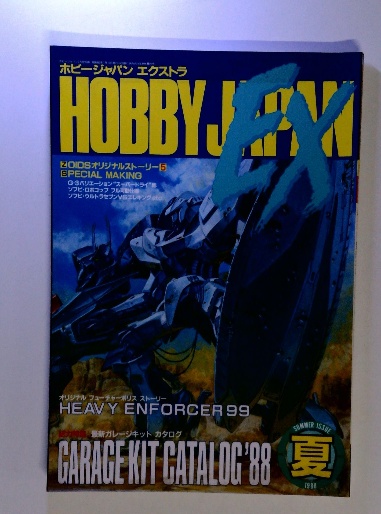 ホビージャパン エクストラ
HOBBY JAPAN
EX
ZOIDSオリジナルストーリー5
SPECIAL MAKING
オリジナル フューチャーポリス ストーリー
HEAVY ENFORCER 99
最新ガレージキット カタログ
GARAGE KIT CATALOG '88
SUMMER ISSUE
夏
1988